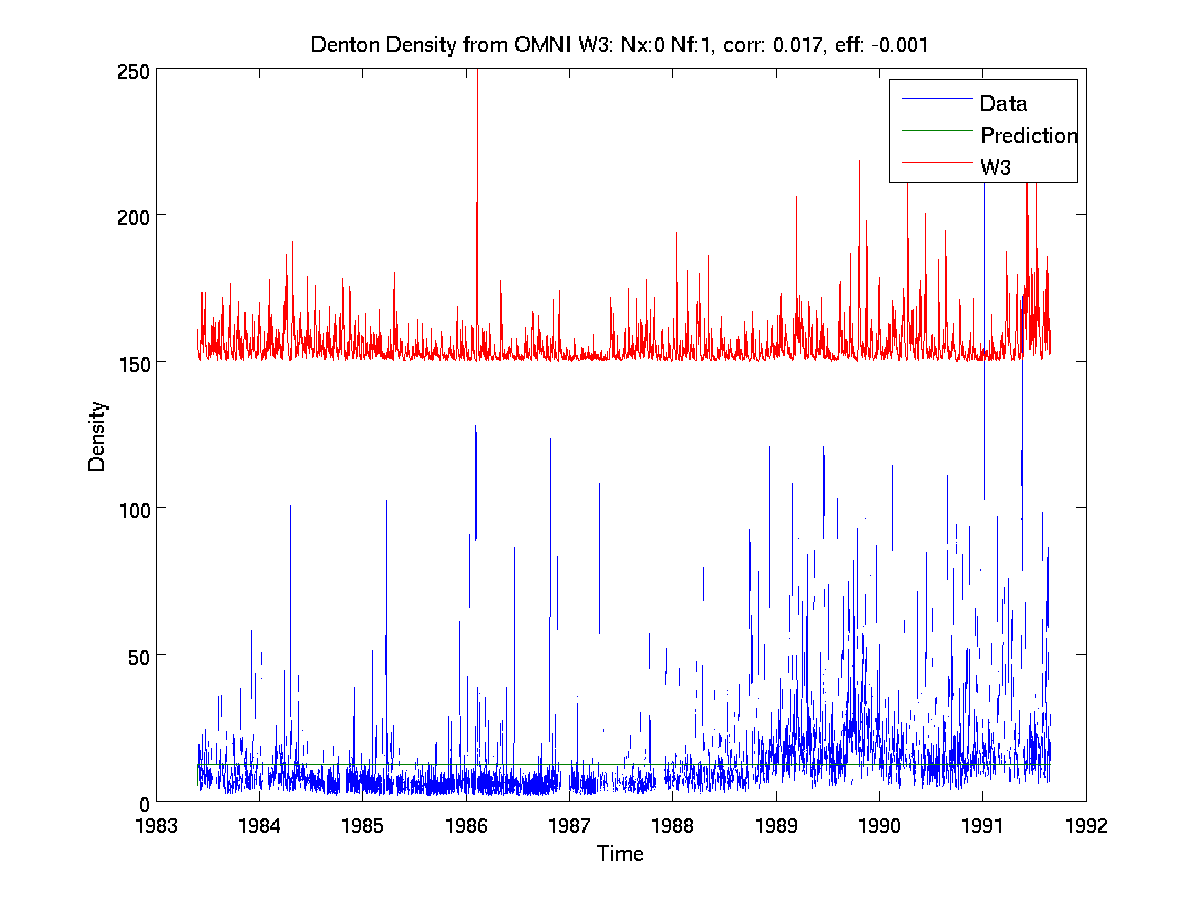 Denton Density from OMNI W3: Nx:0 Nf:1, corr: 0.017, eff: -0.001
250
200
150
100
50
0
Density
Data
Prediction
W3
1983 1984 1985 1986 1987 1988 1989 1990 1991 1992
Time